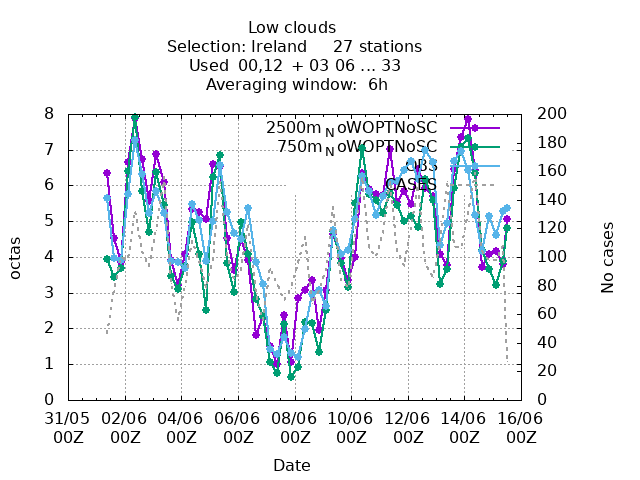 Low clouds
Selection: Ireland 27 stations
Used 00,12 + 03 06 ... 33
Averaging window: 6h
8 200
2500m NoWOPTNoSC
180
750m NoWOPTNoSC
7
OBS
160
CASES
6
140
5
120
octas
No cases
4
100
3
80
60
2
40
1
20
0 0
31/05 02/06 04/06 06/06 08/06 10/06 12/06 14/06 16/06
00Z 00Z 00Z 00Z 00Z 00Z 00Z 00Z 00Z
Date